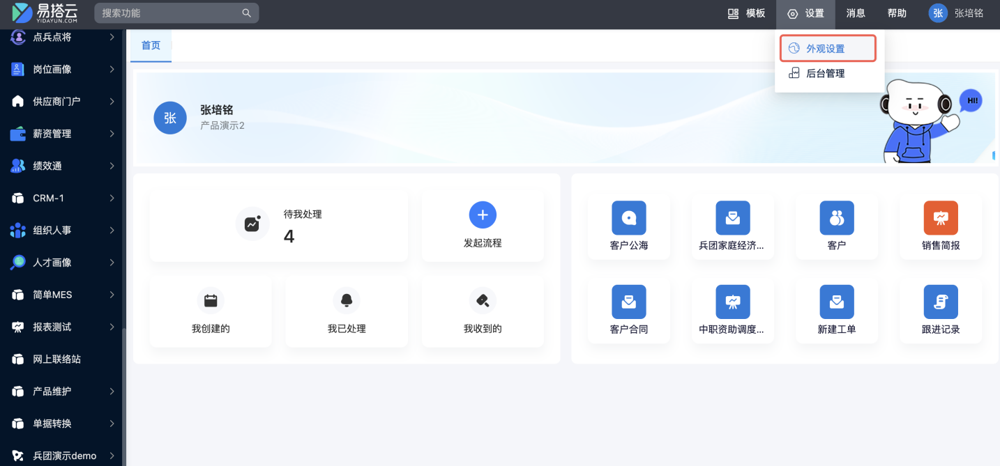 易搭云
YIDAYUN.COM
搜索功能
模板
设置
消息
帮助
张
张培铭
外观设置
后台管理
点兵点将
岗位画像
供应商门户
薪资管理
绩效通
CRM-1
组织人事
人才画像
简单MES
报表测试
网上联络站
产品维护
单据转换
兵团演示demo
首页
张
张培铭
产品演示2
HI!
待我处理
4
发起流程
我创建的
我已处理
我收到的
客户公海
兵团家庭经济...
客户
销售简报
客户合同
中职资助调度...
新建工单
跟进记录